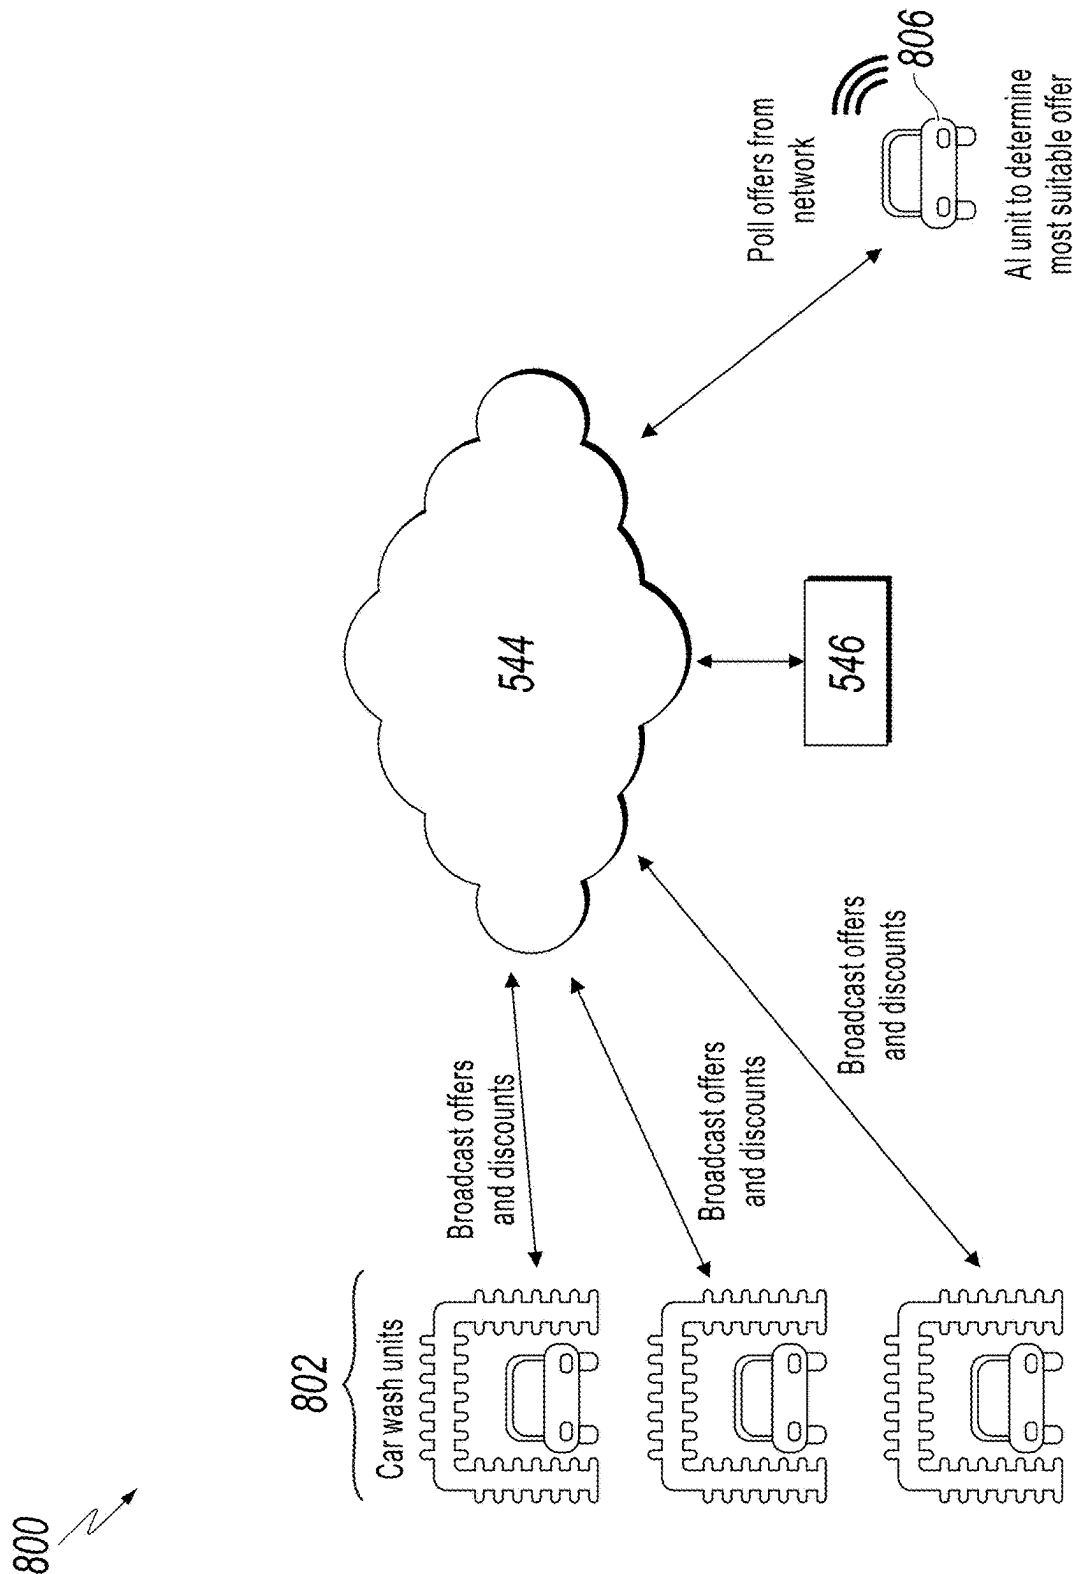 800
802
Car wash units
Broadcast offers
and discounts
Broadcast offers
and discounts
Broadcast offers
and discounts
544
546
Poll offers from
network
806
AI unit to determine
most suitable offer